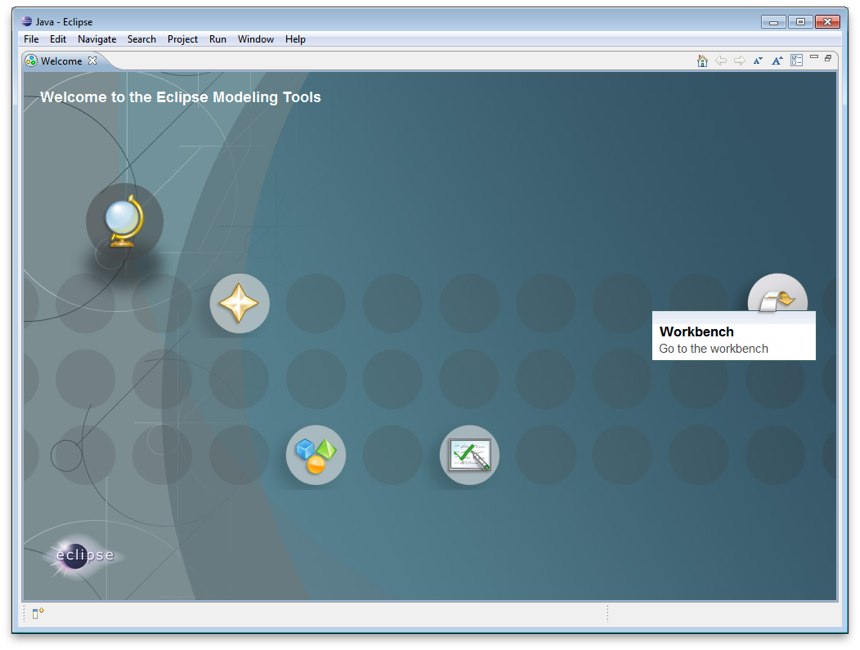 Java - Eclipse
File Edit Navigate Search Project Run Window Help
Welcome
Welcome to the Eclipse Modeling Tools
Workbench
Go to the workbench
eclipse